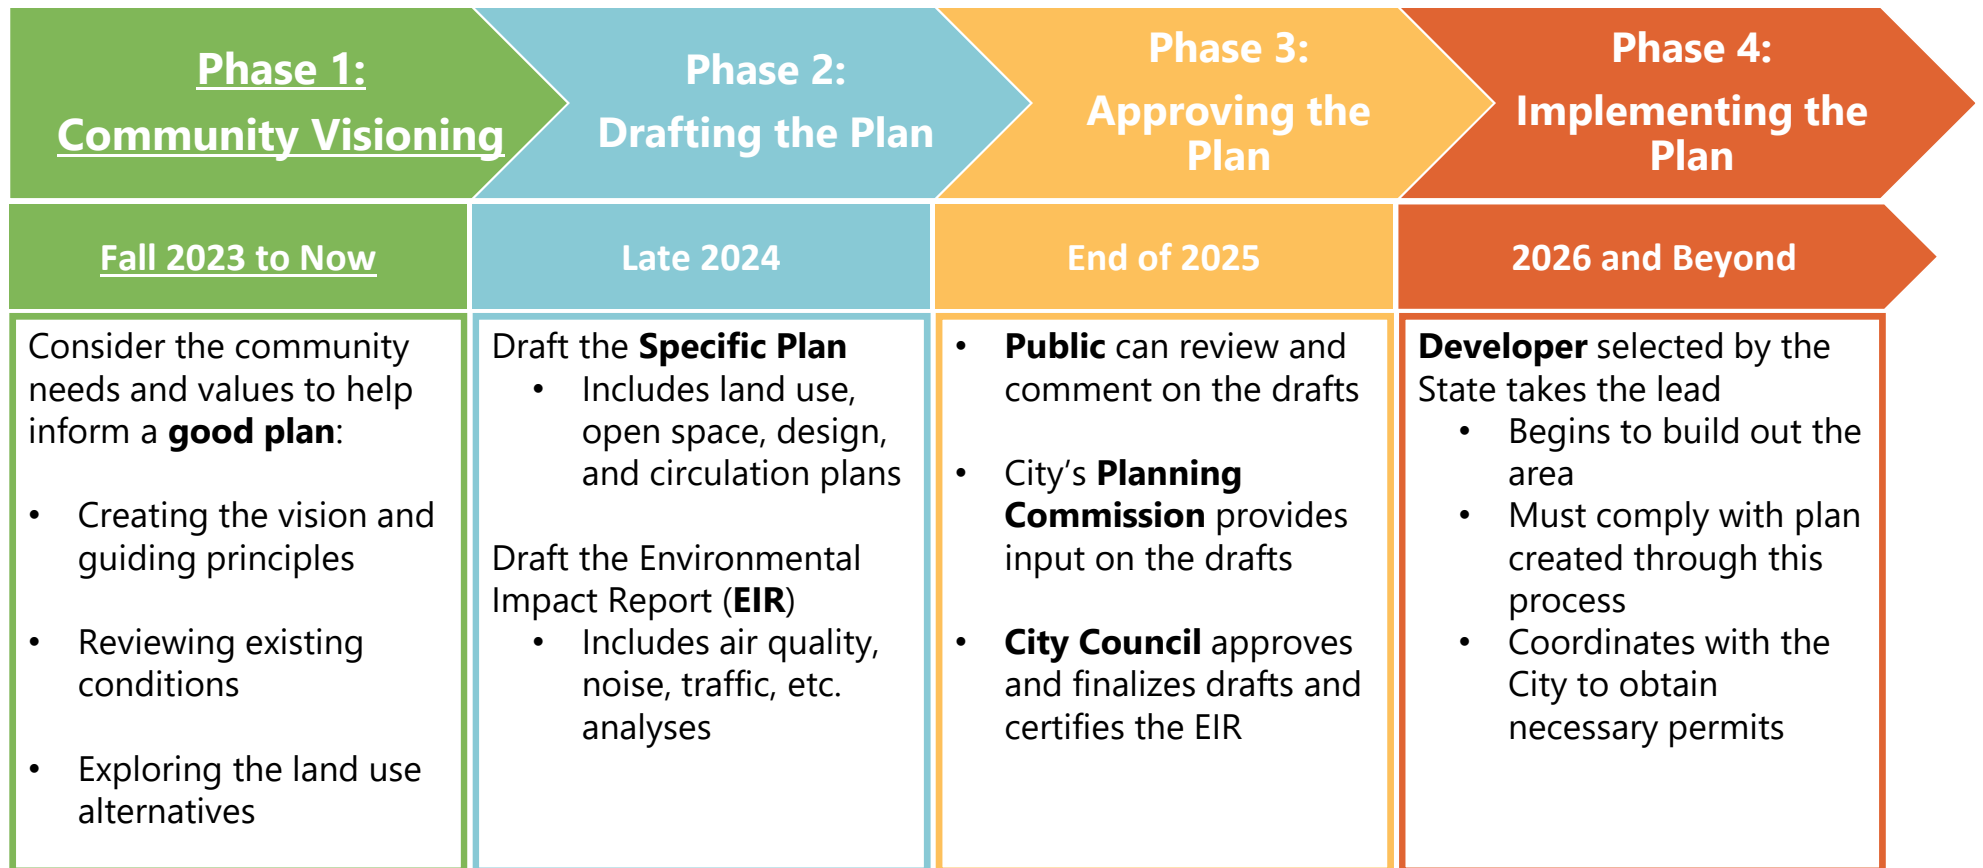 Phase 1:
Community Visioning
Phase 2:
Drafting the Plan
Phase 3:
Approving the
Plan
Phase 4:
Implementing the
Plan
Fall 2023 to Now
Late 2024
End of 2025
2026 and Beyond
Consider the community
needs and values to help
inform a good plan:
• Creating the vision and
guiding principles
• Reviewing existing
conditions
• Exploring the land use
alternatives
Draft the Specific Plan
• Includes land use,
open space, design,
and circulation plans
Draft the Environmental
Impact Report (EIR)
• Includes air quality,
noise, traffic, etc.
analyses
• Public can review and
comment on the drafts
• City’s Planning
Commission provides
input on the drafts
• City Council approves
and finalizes drafts and
certifies the EIR
Developer selected by the
State takes the lead
• Begins to build out the
area
• Must comply with plan
created through this
process
• Coordinates with the
City to obtain
necessary permits